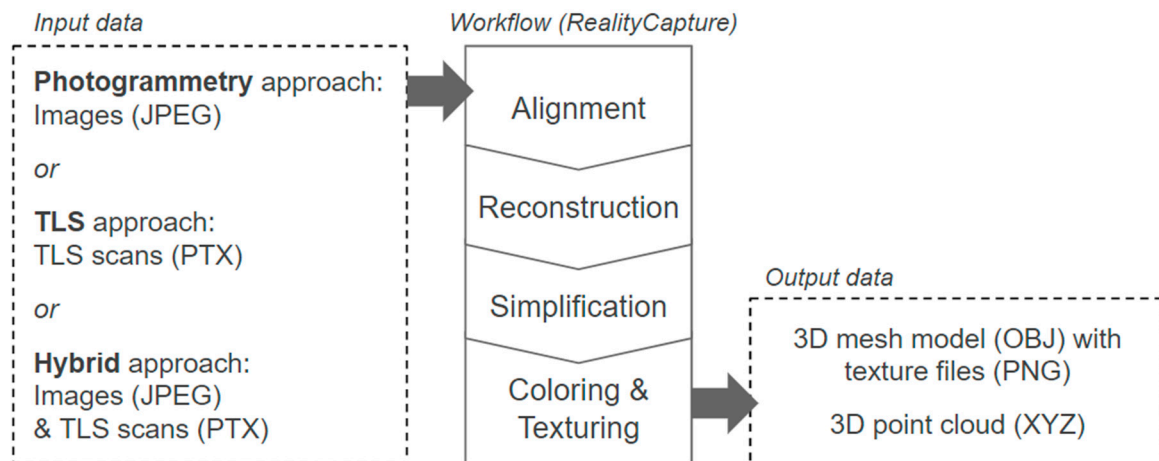 Input data
Photogrammetry approach:
Images (JPEG)
or
TLS approach:
TLS scans (PTX)
or
Hybrid approach:
Images (JPEG)
& TLS scans (PTX)
Workflow (RealityCapture)
Alignment
Reconstruction
Simplification
Coloring &
Texturing
Output data
3D mesh model (OBJ) with
texture files (PNG)
3D point cloud (XYZ)